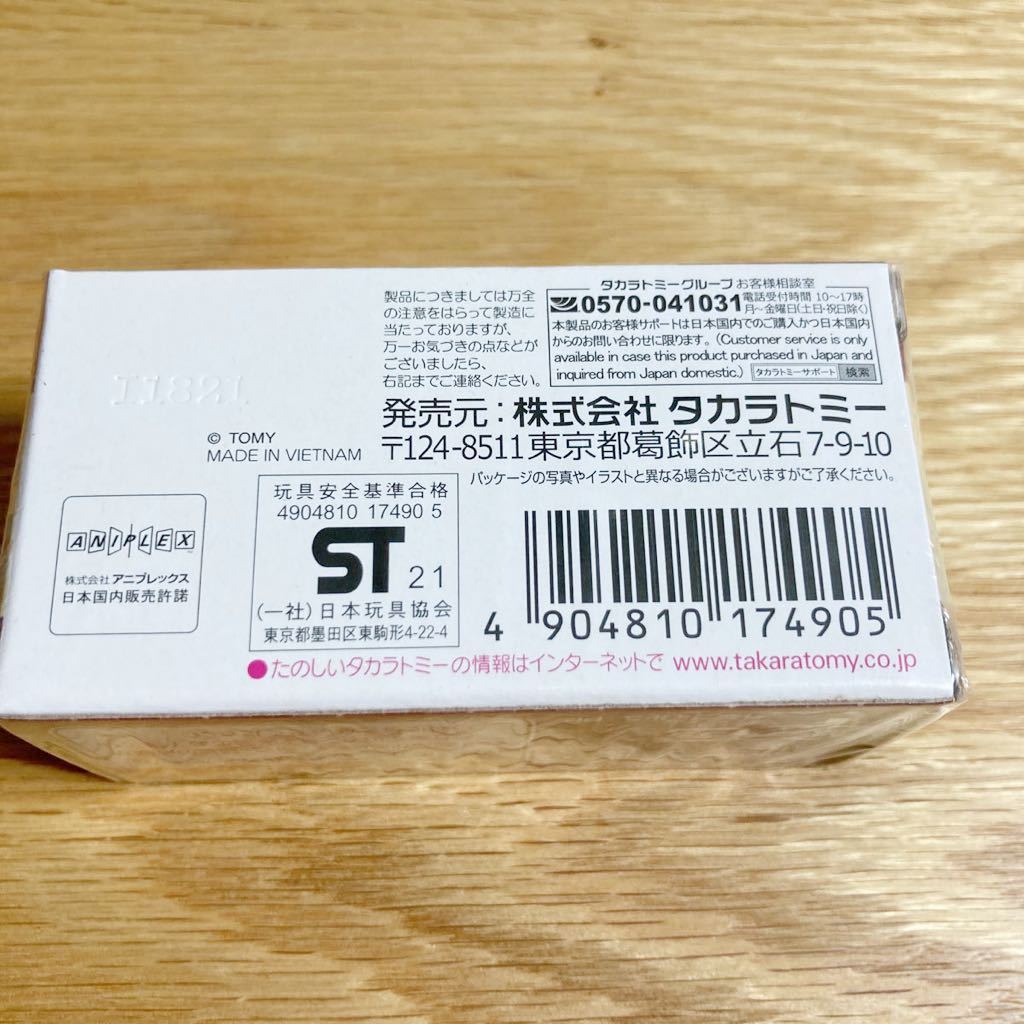 製品につきましては万全
の注意をはらって製造に
当たっておりますが、
万一お気づきの点などが
ございましたら、
右記までご連絡ください。
タカラトミーグループ お客様相談室
0570-041031 電話受付時間 10〜17時
月〜金曜日(土日・祝日除く)
本製品のお客様サポートは日本国内でのご購入かつ日本国内
からのお問い合わせに限ります。(Customer service is only
available in case this product purchased in Japan and
inquired from Japan domestic.) タカラトミーサポート 検索
発売元:株式会社 タカラトミー
〒124-8511 東京都葛飾区立石7-9-10
パッケージの写真やイラストと異なる場合がございますがご了承ください。
© TOMY
MADE IN VIETNAM
ANIPLEX
株式会社 アニプレックス
日本国内販売許諾
玩具安全基準合格
4904810 17490 5
ST 21
(一社)日本玩具協会
東京都墨田区東駒形4-22-4
4 904810 174905
●たのしいタカラトミーの情報はインターネットで www.takaratomy.co.jp